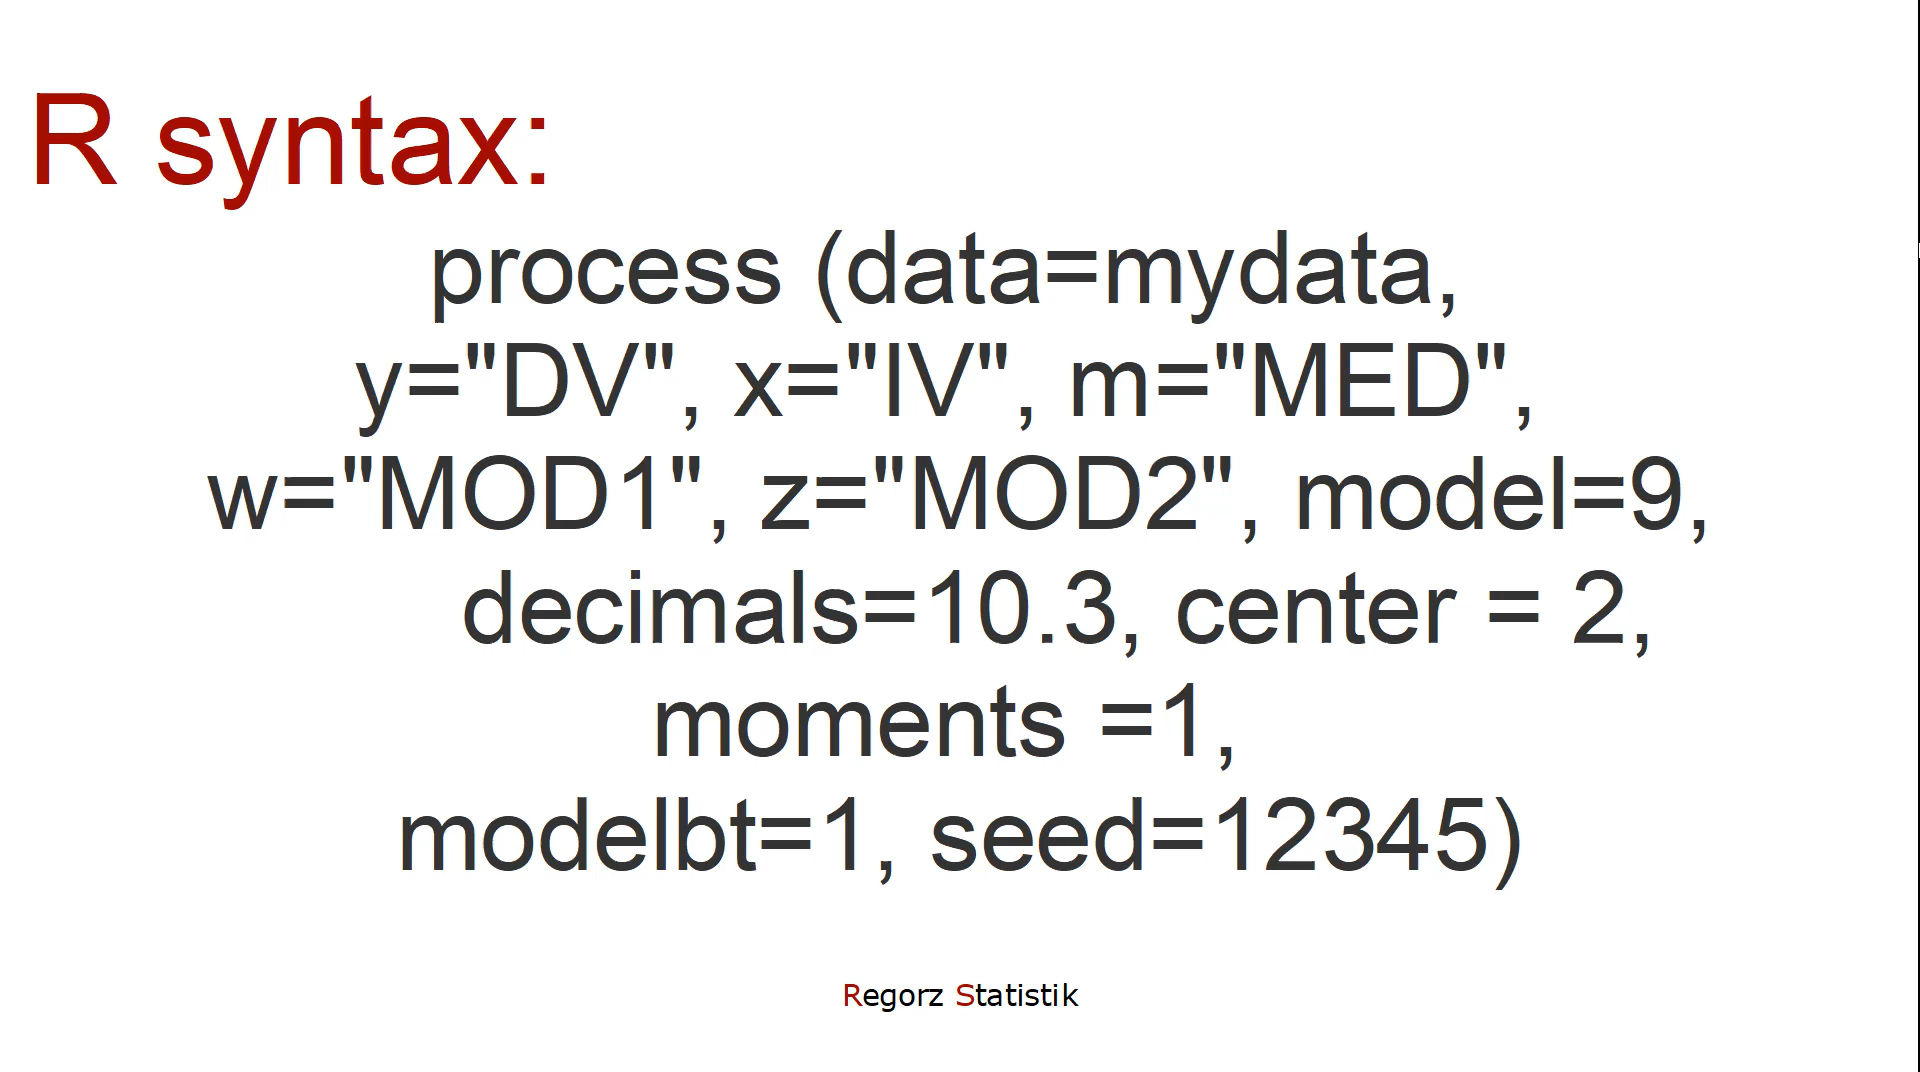 R syntax:
process (data=mydata,
y="DV", x="IV", m="MED",
w="MOD1", z="MOD2", model=9,
decimals=10.3, center = 2,
moments =1,
modelbt=1, seed=12345)
Regorz Statistik